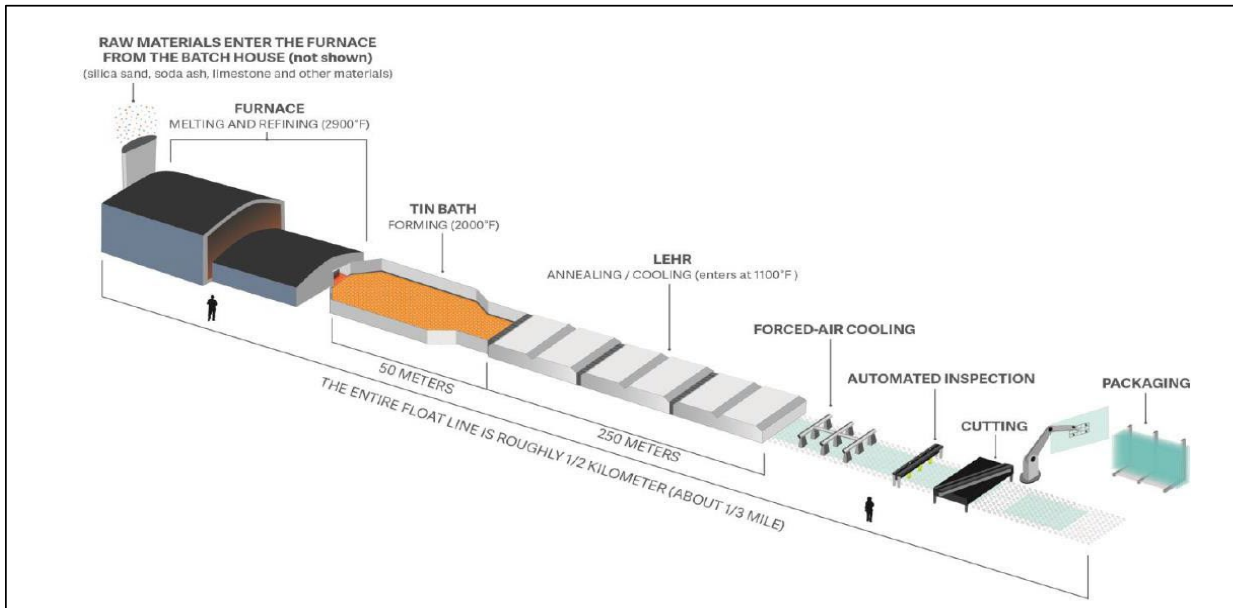 RAW MATERIALS ENTER THE FURNACE
FROM THE BATCH HOUSE (not shown)
(silica sand, soda ash, limestone and other materials)
FURNACE
MELTING AND REFINING (2900°F)
TIN BATH
FORMING (2000°F)
LEHR
ANNEALING / COOLING (enters at 1100°F)
FORCED-AIR COOLING
AUTOMATED INSPECTION
CUTTING
PACKAGING
50 METERS
250 METERS
THE ENTIRE FLOAT LINE IS ROUGHLY 1/2 KILOMETER (ABOUT 1/3 MILE)